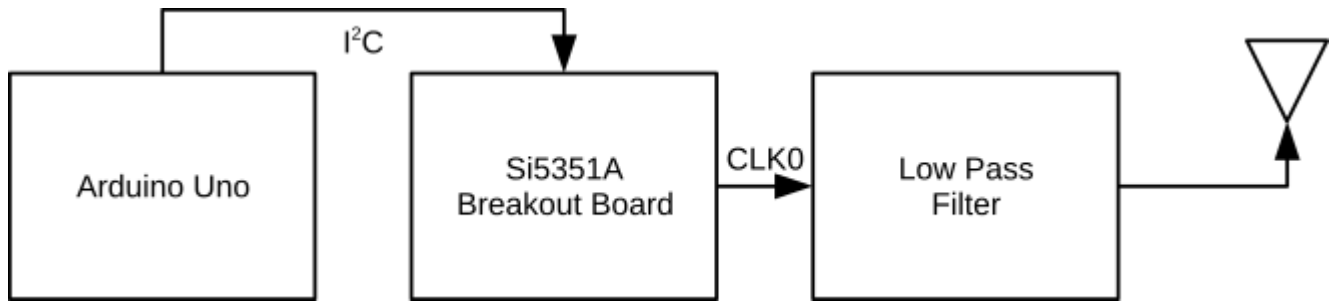 I²C
Arduino Uno
Si5351A
Breakout Board
CLK0
Low Pass
Filter